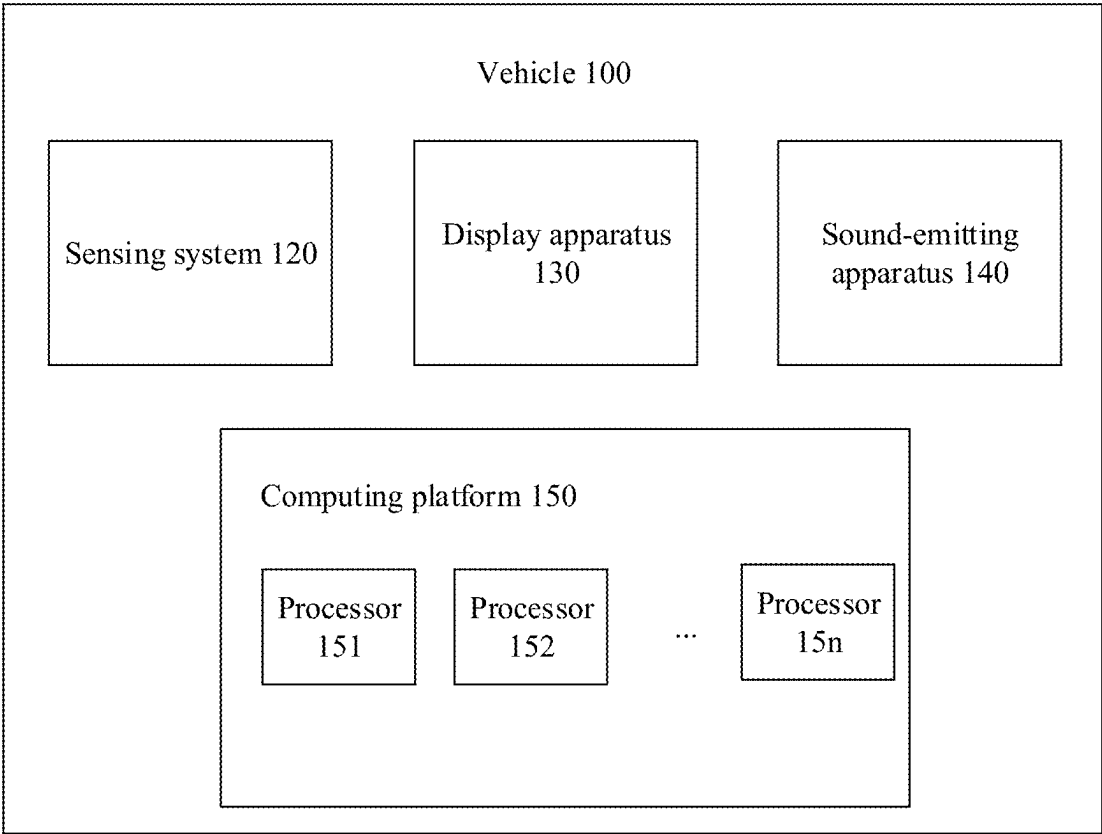 Vehicle 100
Sensing system 120
Display apparatus
130
Sound-emitting
apparatus 140
Computing platform 150
Processor
151
Processor
152
...
Processor
15n